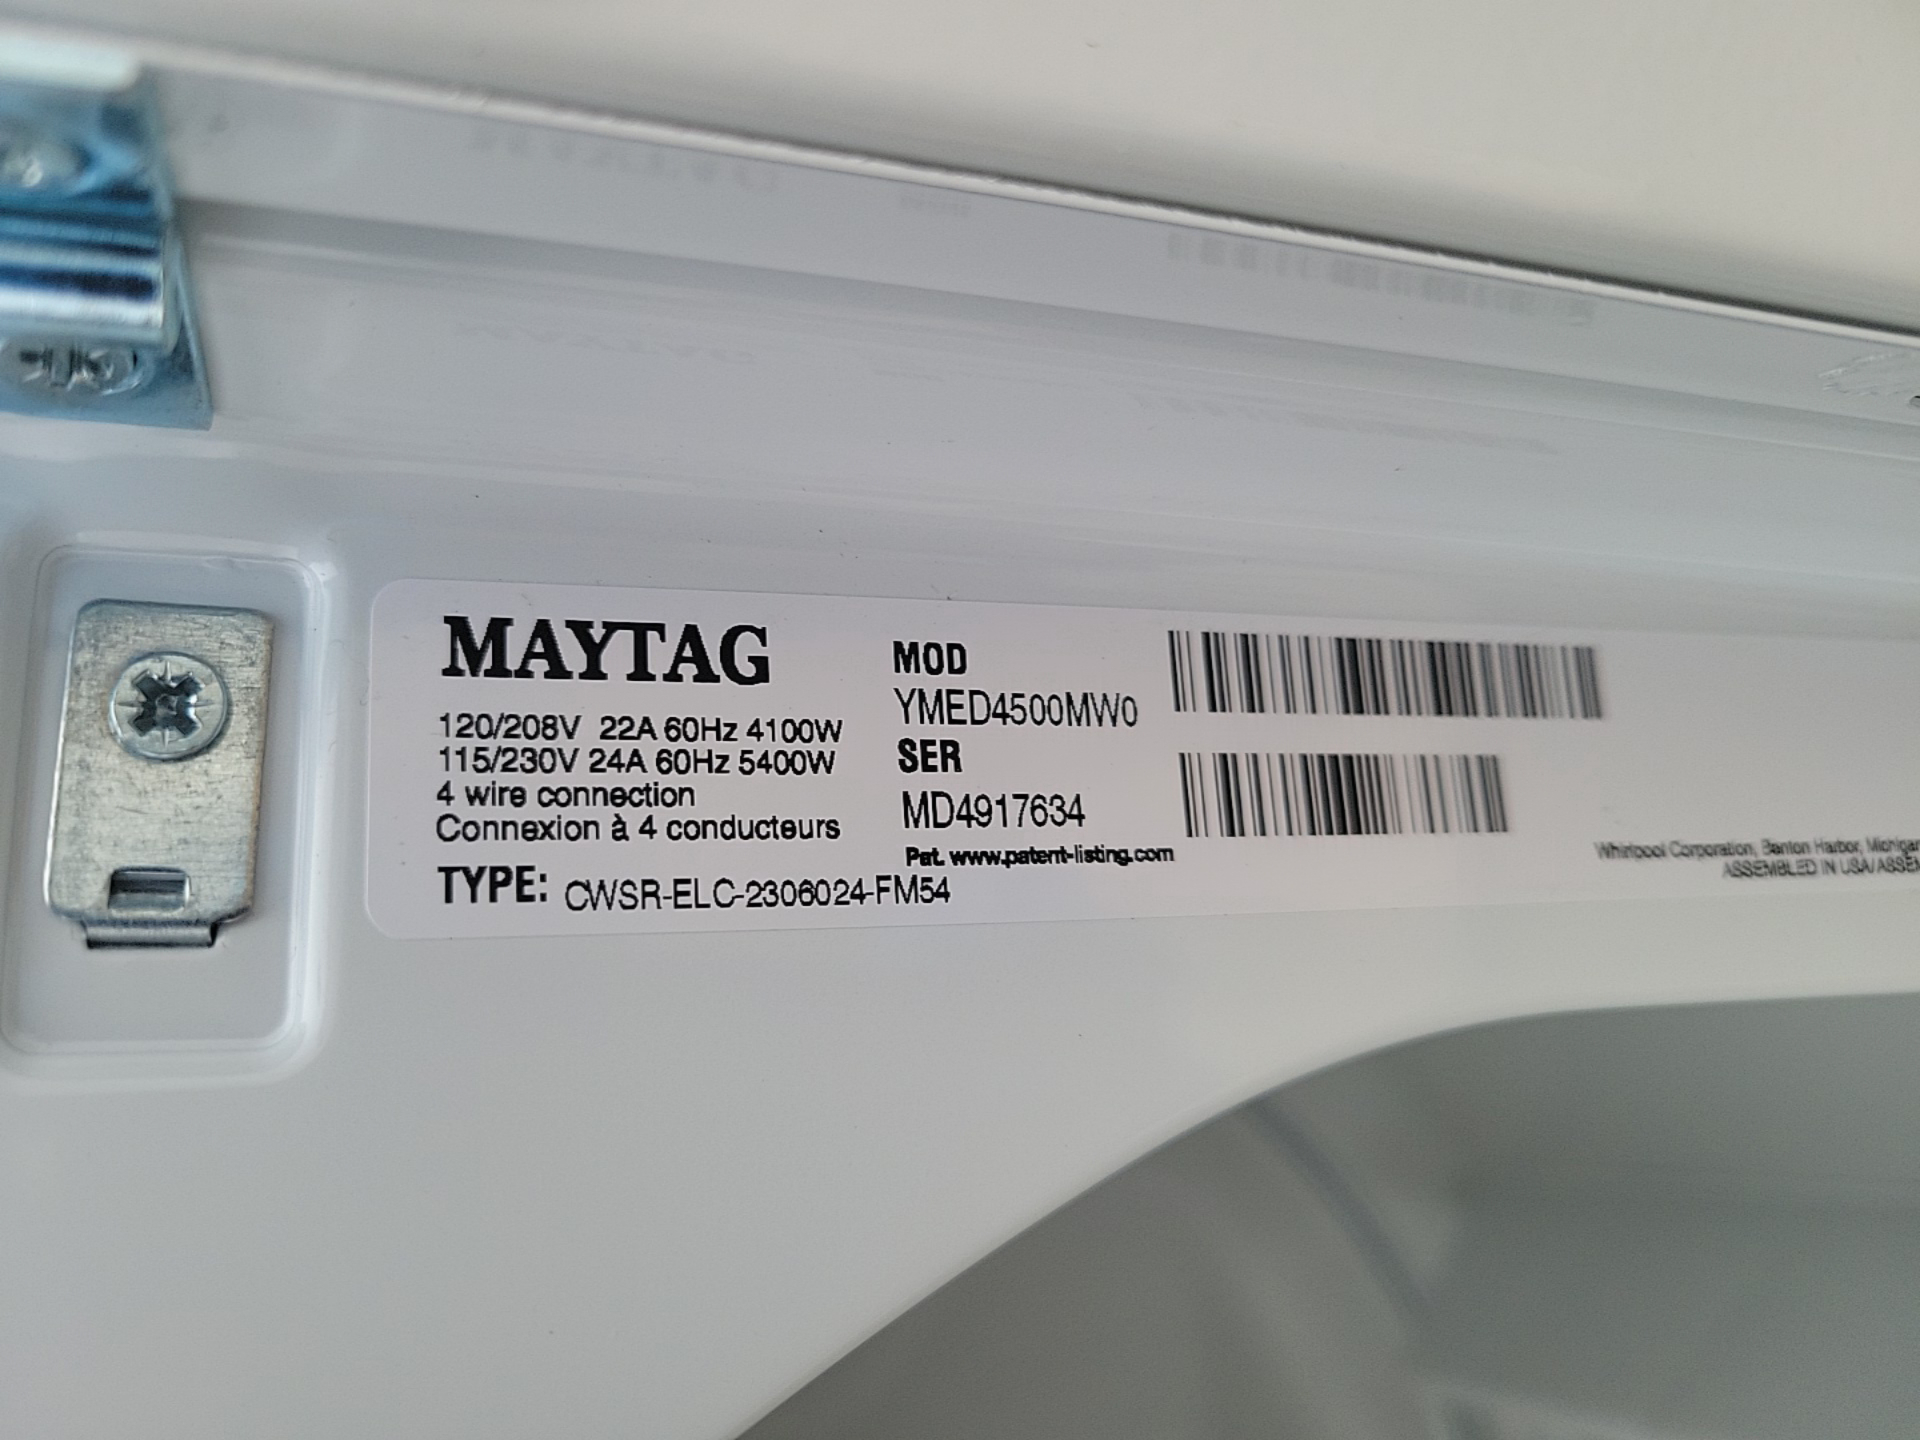 MAYTAG
120/208V 22A 60Hz 4100W
115/230V 24A 60Hz 5400W
4 wire connection
Connexion à 4 conducteurs
TYPE: CWSR-ELC-2306024-FM54
MOD
YMED4500MW0
SER
MD4917634
Pat. www.patent-listing.com
Whirlpool Corporation, Benton Harbor, Michigan
ASSEMBLED IN USA/